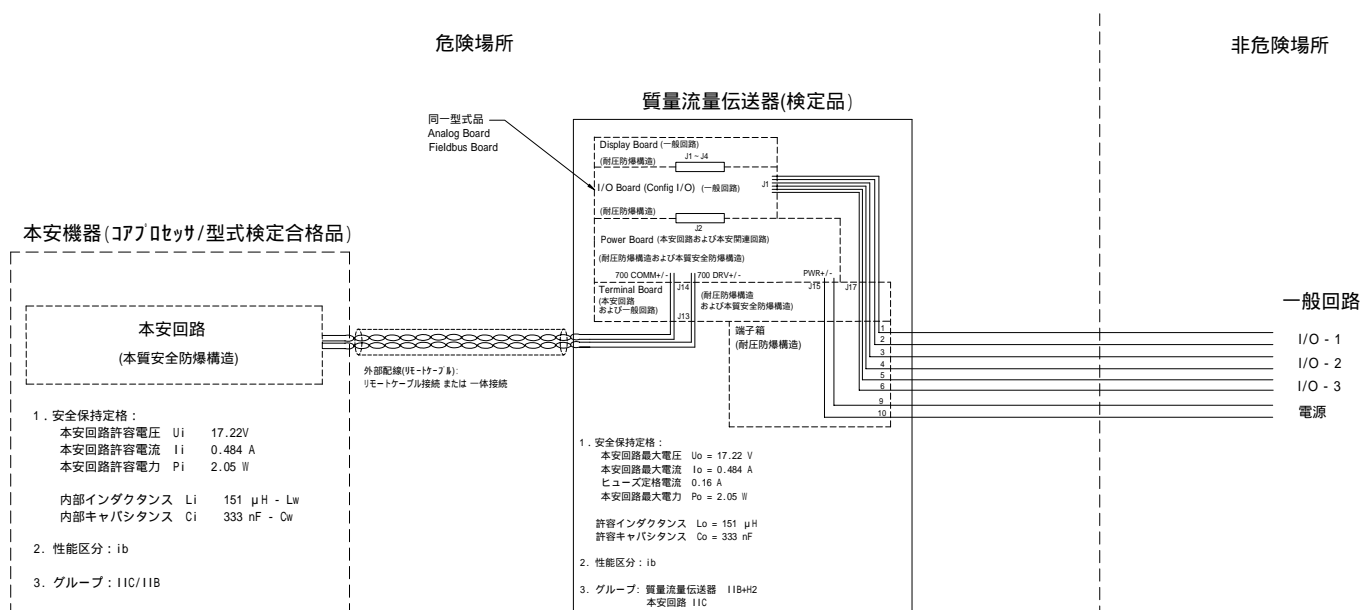 危険場所
非危険場所
質量流量伝送器(検定品)
同一型式品
Analog Board
Fieldbus Board
Display Board (一般回路)
(耐圧防爆構造)
J1～J4
I/O Board (Config I/O) (一般回路)
J1
(耐圧防爆構造)
J2
Power Board (本安回路および本安関連回路)
(耐圧防爆構造および本質安全防爆構造)
700 COMM+/-
700 DRV+/-
PWR+/-
Terminal Board
(本安回路
および一般回路)
J14
(耐圧防爆構造
および本質安全防爆構造)
J15
J17
J13
端子箱
(耐圧防爆構造)
1
2
3
4
5
6
9
10
一般回路
I/O - 1
I/O - 2
I/O - 3
電源
本安機器(コアプロセッサ/型式検定合格品)
本安回路
(本質安全防爆構造)
外部配線(リモートケーブル):
リモートケーブル接続 または 一体接続
1．安全保持定格：
本安回路許容電圧 Ui 17.22V
本安回路許容電流 Ii 0.484 A
本安回路許容電力 Pi 2.05 W
内部インダクタンス Li 151 μH - Lw
内部キャパシタンス Ci 333 nF - Cw
2. 性能区分：ib
3. グループ：IIC/IIB
1．安全保持定格：
本安回路最大電圧 Uo = 17.22 V
本安回路最大電流 Io = 0.484 A
ヒューズ定格電流 0.16 A
本安回路最大電力 Po = 2.05 W
許容インダクタンス Lo = 151 μH
許容キャパシタンス Co = 333 nF
2. 性能区分：ib
3. グループ: 質量流量伝送器 IIB+H2
本安回路 IIC